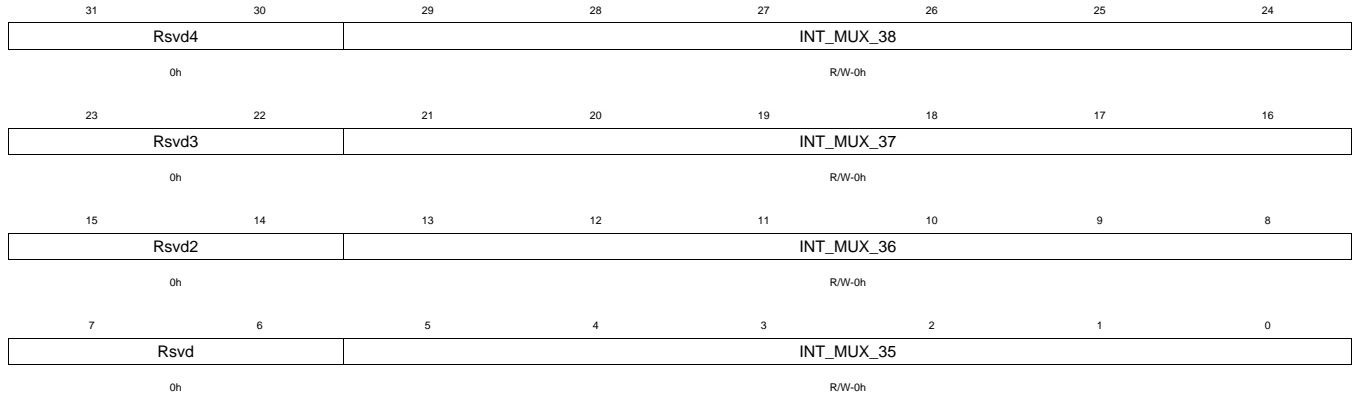 31 30 29 28 27 26 25 24
Rsvd4 INT_MUX_38
0h R/W-0h
23 22 21 20 19 18 17 16
Rsvd3 INT_MUX_37
0h R/W-0h
15 14 13 12 11 10 9 8
Rsvd2 INT_MUX_36
0h R/W-0h
7 6 5 4 3 2 1 0
Rsvd INT_MUX_35
0h R/W-0h